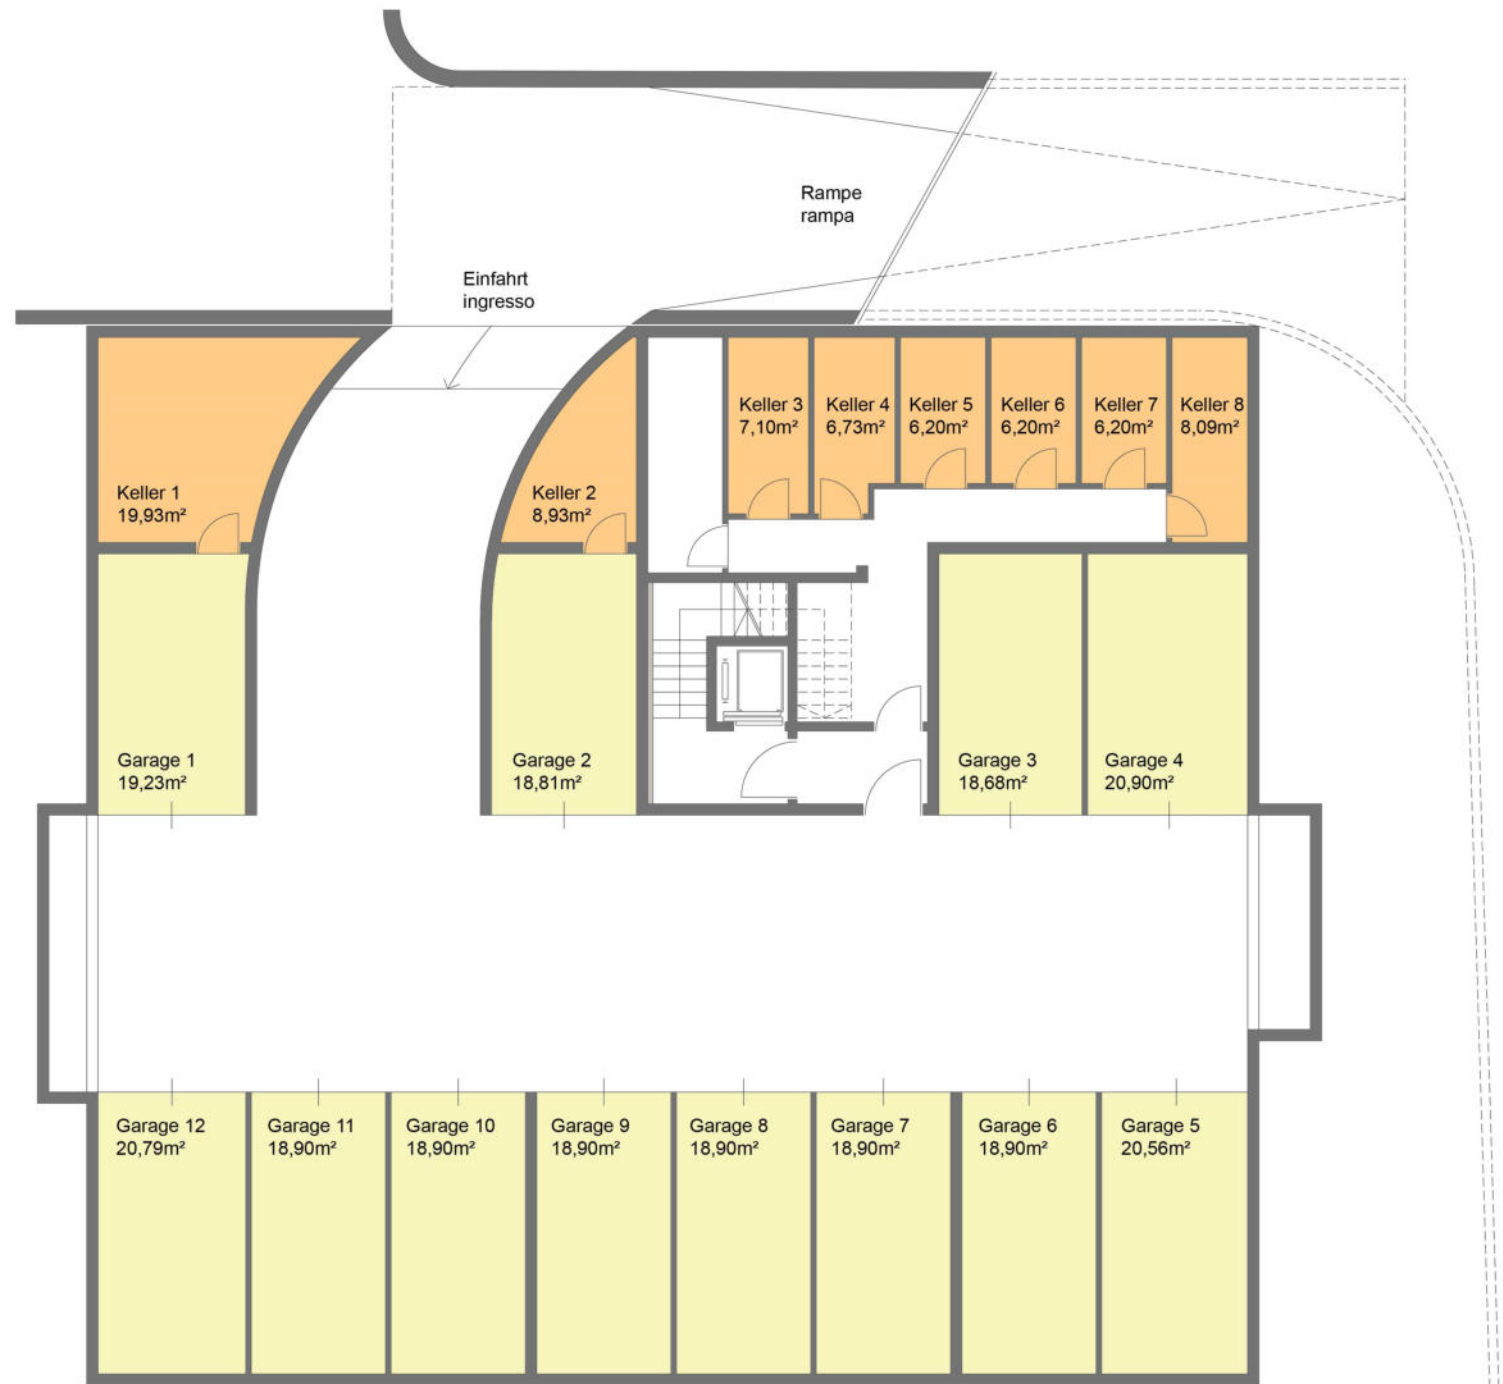 Rampe
rampa
Einfahrt
ingresso
Keller 1
19,93m²
Keller 2
8,93m²
Keller 3
7,10m²
Keller 4
6,73m²
Keller 5
6,20m²
Keller 6
6,20m²
Keller 7
6,20m²
Keller 8
8,09m²
Garage 1
19,23m²
Garage 2
18,81m²
Garage 3
18,68m²
Garage 4
20,90m²
Garage 12
20,79m²
Garage 11
18,90m²
Garage 10
18,90m²
Garage 9
18,90m²
Garage 8
18,90m²
Garage 7
18,90m²
Garage 6
18,90m²
Garage 5
20,56m²